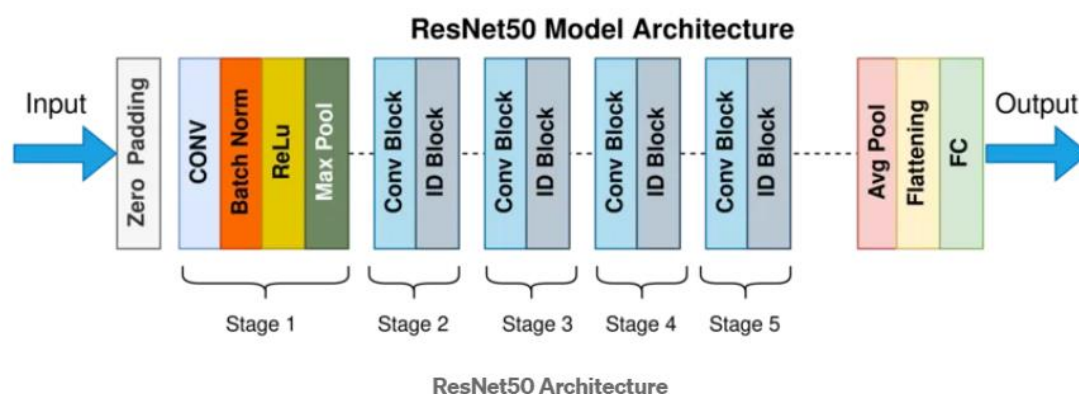 ResNet50 Model Architecture
Input
Zero Padding
CONV
Batch Norm
ReLu
Max Pool
Conv Block
ID Block
Conv Block
ID Block
Conv Block
ID Block
Conv Block
ID Block
Avg Pool
Flattening
FC
Output
Stage 1
Stage 2
Stage 3
Stage 4
Stage 5
ResNet50 Architecture